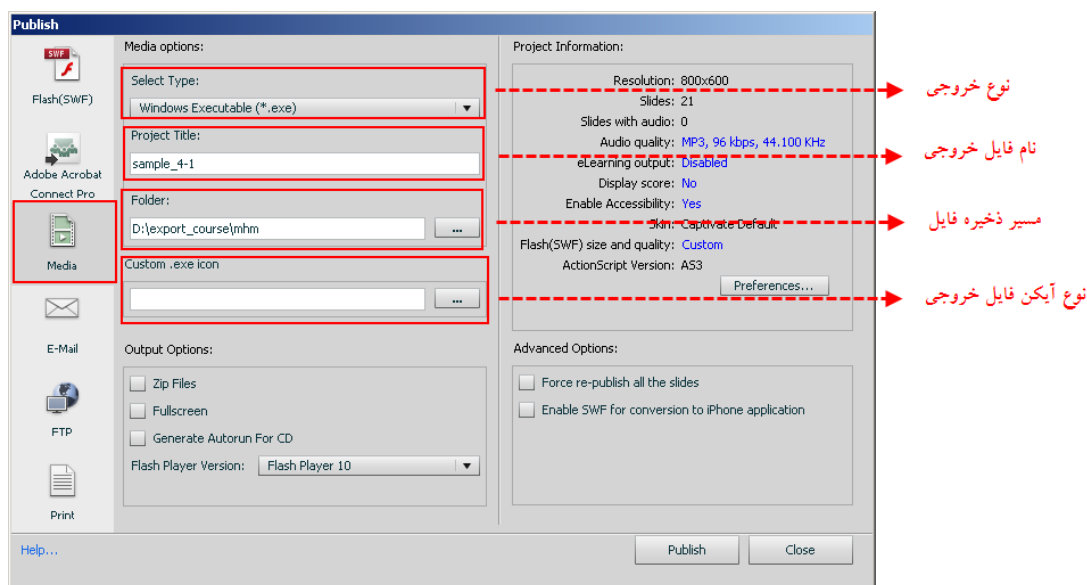 Publish
SWF
Flash(SWF)
Adobe Acrobat
Connect Pro
Media
E-Mail
FTP
Print
Media options:
Select Type:
Windows Executable (*.exe)
Project Title:
sample_4-1
Folder:
D:\export_course\mhm
...
Custom .exe icon
...
Output Options:
Zip Files
Fullscreen
Generate Autorun For CD
Flash Player Version: Flash Player 10
Project Information:
Resolution: 800x600
Slides: 21
Slides with audio: 0
Audio quality: MP3, 96 kbps, 44.100 KHz
eLearning output: Disabled
Display score: No
Enable Accessibility: Yes
Skin: Captivate Default
Flash(SWF) size and quality: Custom
ActionScript Version: AS3
Preferences...
Advanced Options:
Force re-publish all the slides
Enable SWF for conversion to iPhone application
نوع خروجی
نام فایل خروجی
مسیر ذخیره فایل
نوع آیکن فایل خروجی
Help...
Publish
Close